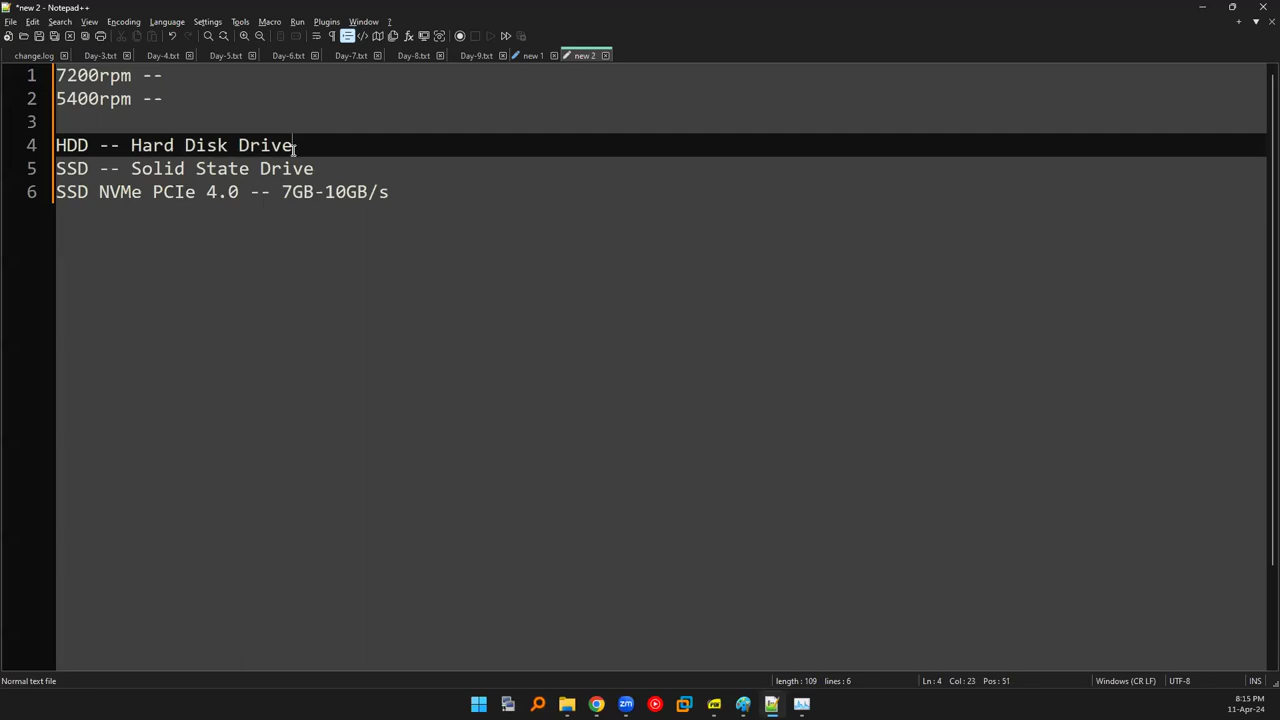 *new 2 - Notepad++
File Edit Search View Encoding Language Settings Tools Macro Run Plugins Window ?
change.log Day-3.txt Day-4.txt Day-5.txt Day-6.txt Day-7.txt Day-8.txt Day-9.txt new 1 new 2
1 7200rpm --
2 5400rpm --
3
4 HDD -- Hard Disk Drive
5 SSD -- Solid State Drive
6 SSD NVMe PCIe 4.0 -- 7GB-10GB/s
Normal text file length : 109 lines : 6 Ln : 4 Col : 23 Pos : 51 Windows (CR LF) UTF-8 INS
zm
8:15 PM
11-Apr-24